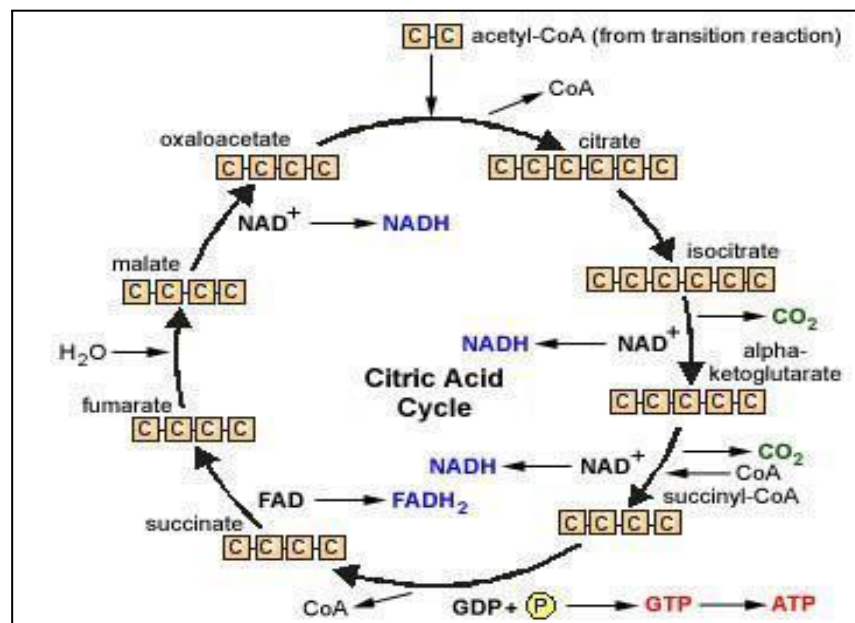 C C acetyl-CoA (from transition reaction)
CoA
oxaloacetate
C C C C
citrate
C C C C C C
NAD+ NADH
malate
C C C C
isocitrate
C C C C C C
CO2
H2O
NADH NAD+
alpha-
ketoglutarate
C C C C C
Citric Acid
Cycle
fumarate
C C C C
CO2
NADH NAD+
CoA
succinyl-CoA
C C C C
FAD FADH2
succinate
C C C C
CoA
GDP + P GTP ATP